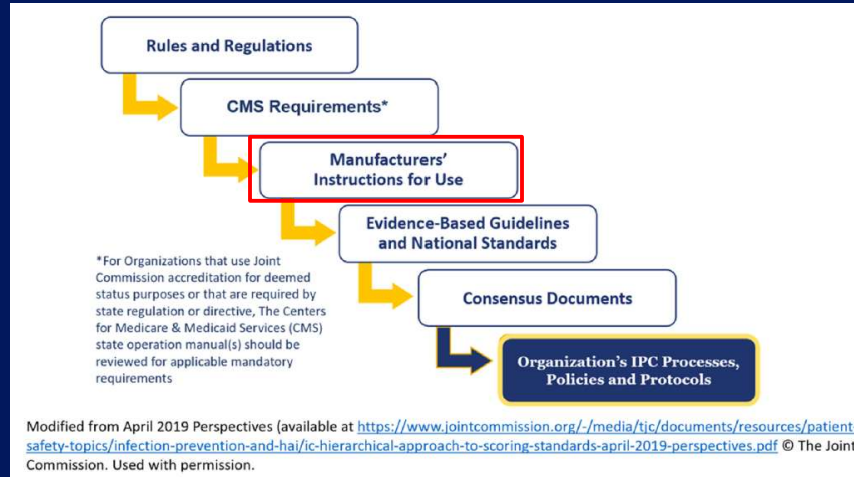 Rules and Regulations
CMS Requirements*
Manufacturers'
Instructions for Use
Evidence-Based Guidelines
and National Standards
Consensus Documents
Organization's IPC Processes,
Policies and Protocols
*For Organizations that use Joint
Commission accreditation for deemed
status purposes or that are required by
state regulation or directive, The Centers
for Medicare & Medicaid Services (CMS)
state operation manual(s) should be
reviewed for applicable mandatory
requirements
Modified from April 2019 Perspectives (available at https://www.jointcommission.org/-/media/tjc/documents/resources/patient-
safety-topics/infection-prevention-and-hai/ic-hierarchical-approach-to-scoring-standards-april-2019-perspectives.pdf © The Joint
Commission. Used with permission.